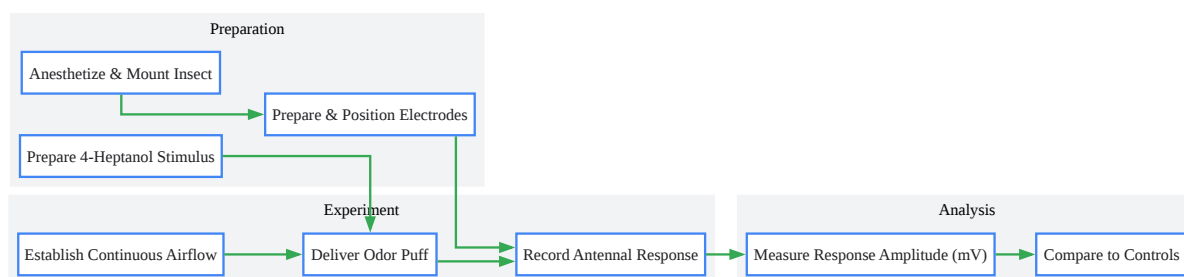 Preparation
Anesthetize & Mount Insect
Prepare & Position Electrodes
Prepare 4-Heptanol Stimulus
Experiment
Establish Continuous Airflow
Deliver Odor Puff
Record Antennal Response
Analysis
Measure Response Amplitude (mV)
Compare to Controls